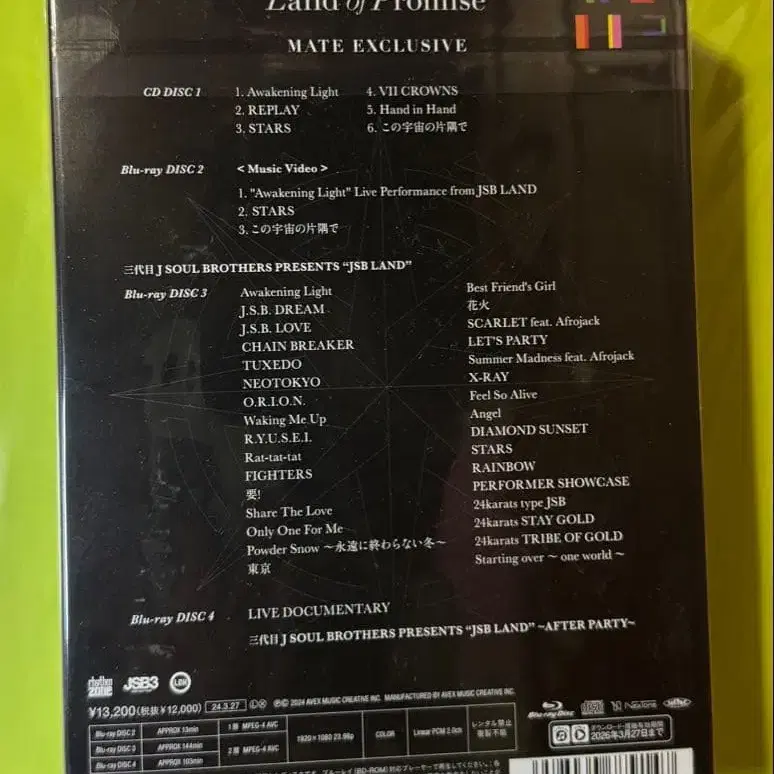 Land of Promise
MATE EXCLUSIVE
CD DISC 1
1. Awakening Light
2. REPLAY
3. STARS
4. VII CROWNS
5. Hand in Hand
6. この宇宙の片隅で
Blu-ray DISC 2
< Music Video >
1. "Awakening Light" Live Performance from JSB LAND
2. STARS
3. この宇宙の片隅で
三代目 J SOUL BROTHERS PRESENTS “JSB LAND”
Blu-ray DISC 3
Awakening Light
J.S.B. DREAM
J.S.B. LOVE
CHAIN BREAKER
TUXEDO
NEOTOKYO
O.R.I.O.N.
Waking Me Up
R.Y.U.S.E.I.
Rat-tat-tat
FIGHTERS
要!
Share The Love
Only One For Me
Powder Snow 〜永遠に終わらない冬〜
東京
Best Friend's Girl
花火
SCARLET feat. Afrojack
LET'S PARTY
Summer Madness feat. Afrojack
X-RAY
Feel So Alive
Angel
DIAMOND SUNSET
STARS
RAINBOW
PERFORMER SHOWCASE
24karats type JSB
24karats STAY GOLD
24karats TRIBE OF GOLD
Starting over 〜 one world 〜
Blu-ray DISC 4
LIVE DOCUMENTARY
三代目 J SOUL BROTHERS PRESENTS “JSB LAND” ~AFTER PARTY~
rhythm zone JSB3 LDH
¥13,200(税抜¥12,000) 24.3.27 ⓁⓍ ℗© 2024 AVEX MUSIC CREATIVE INC. MANUFACTURED BY AVEX MUSIC CREATIVE INC.
Blu-ray DISC 2 APPROX 13min 1層 MPEG-4 AVC
Blu-ray DISC 3 APPROX 144min 2層 MPEG-4 AVC
Blu-ray DISC 4 APPROX 103min
1920×1080 23.98p COLOR Linear PCM 2.0ch レンタル禁止
複製不能
Blu-ray Disc NexTone
2026年3月27日まで